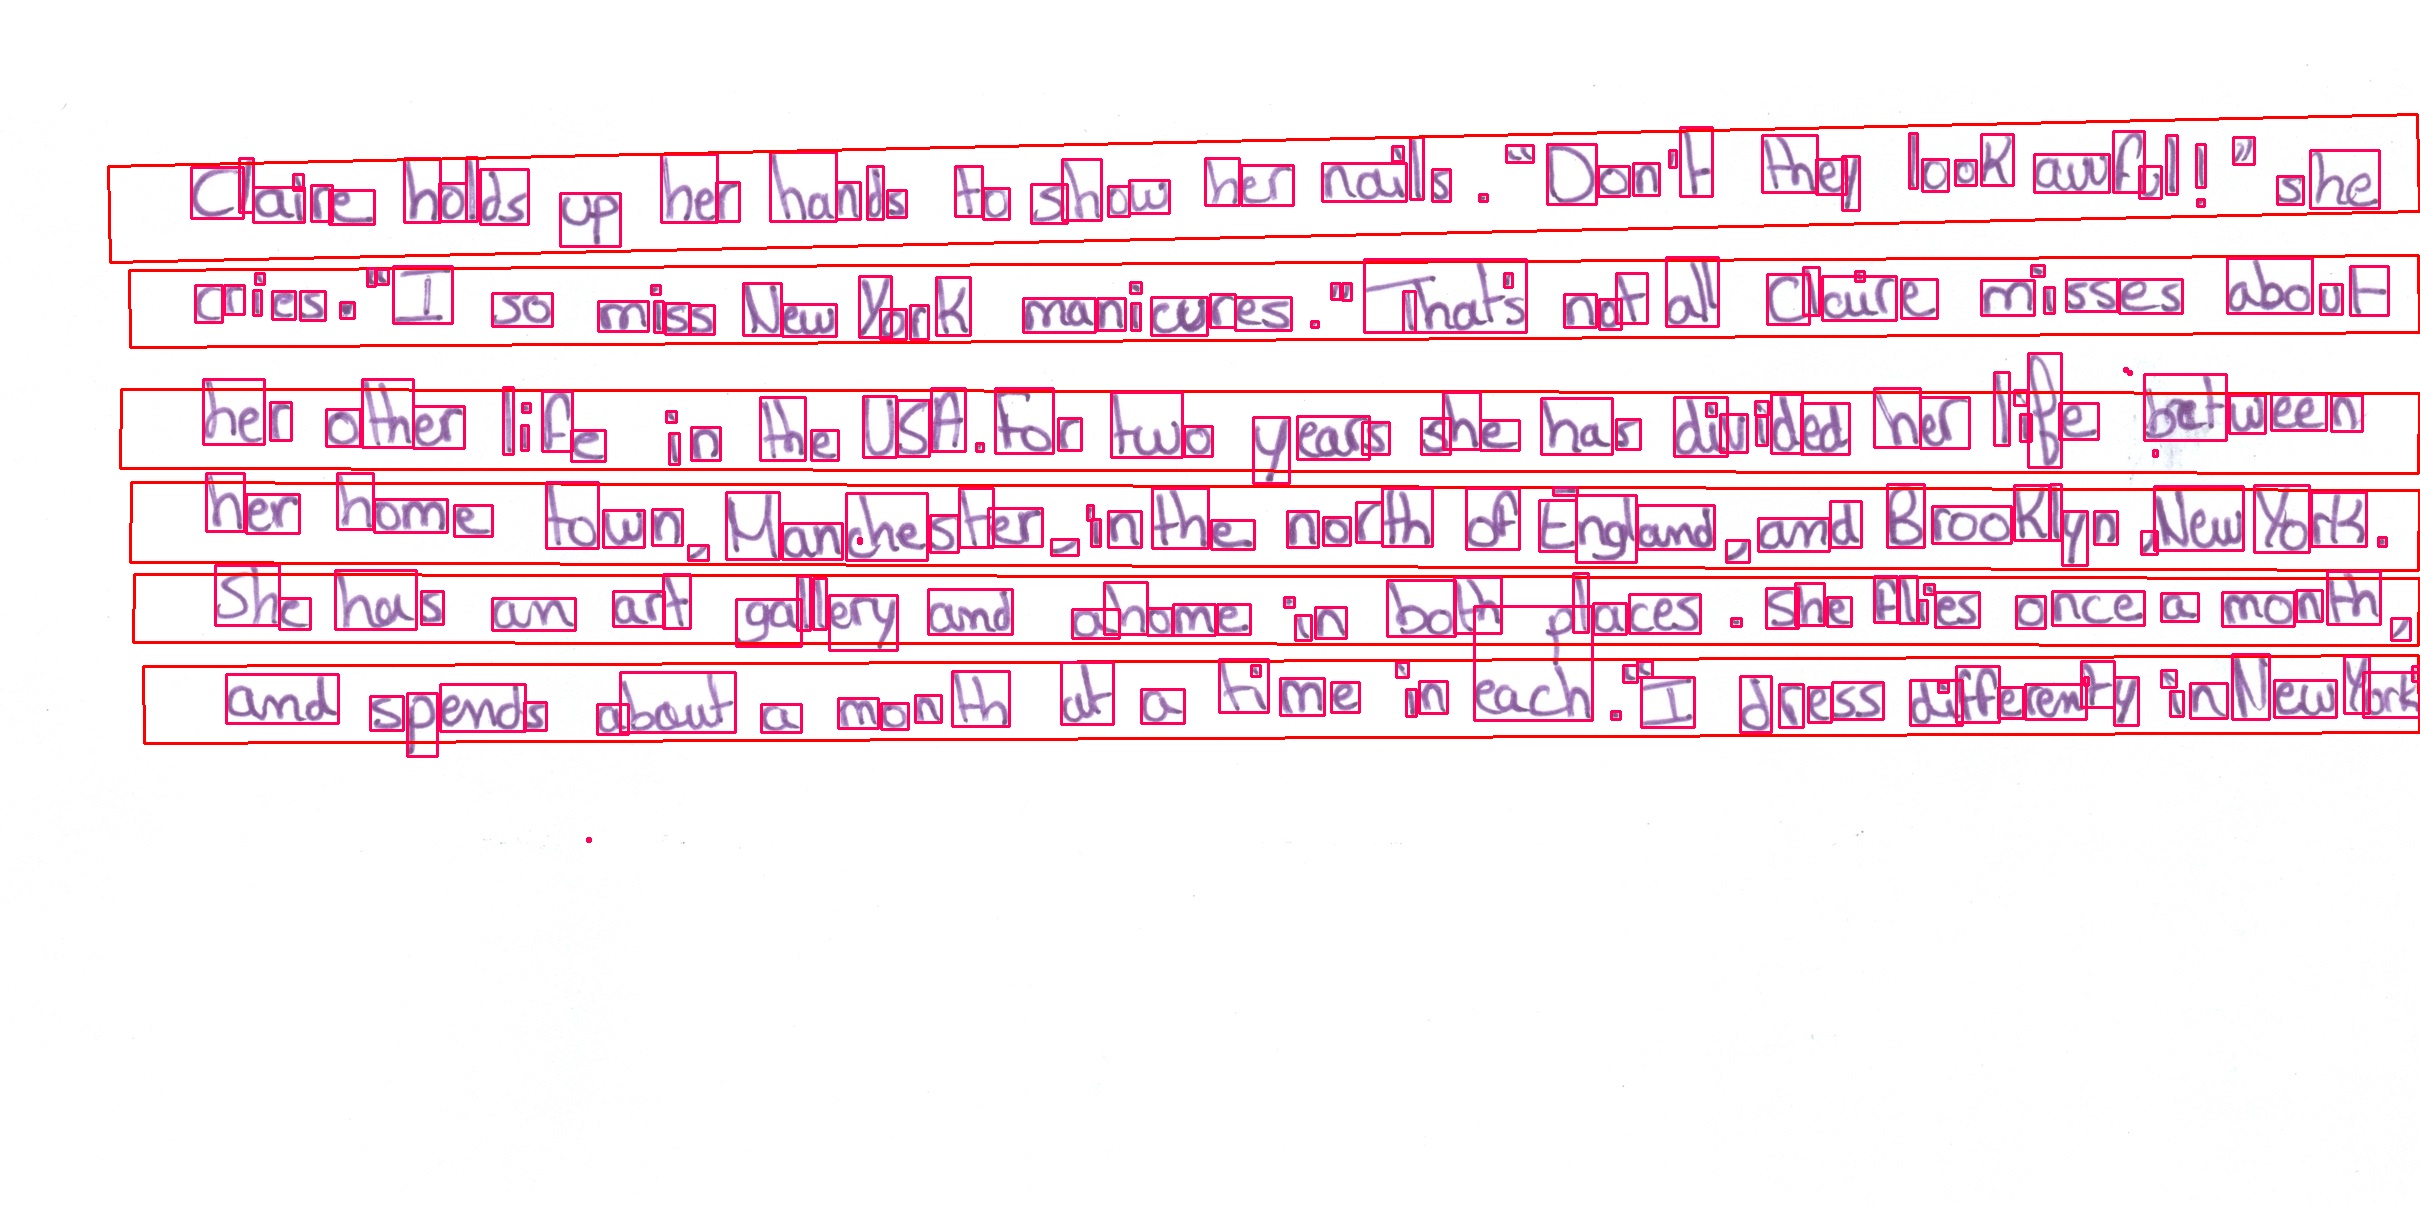 Claire holds up her hands to show her nails. "Don't they look awful!" she
cries. "I so miss New York manicures." That's not all Claire misses about
her other life in the USA. For two years she has divided her life between
her home town, Manchester, in the north of England, and Brooklyn, New York.
She has an art gallery and a home in both places. She flies once a month,
and spends about a month at a time in each. "I dress differenty in New York